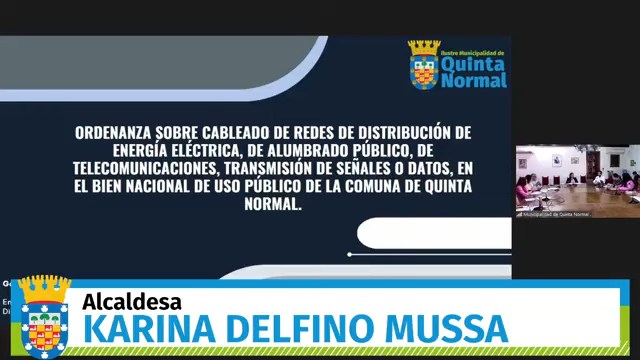 Ilustre Municipalidad de
Quinta
Normal
ORDENANZA SOBRE CABLEADO DE REDES DE DISTRIBUCIÓN DE
ENERGÍA ELÉCTRICA, DE ALUMBRADO PÚBLICO, DE
TELECOMUNICACIONES, TRANSMISIÓN DE SEÑALES O DATOS, EN
EL BIEN NACIONAL DE USO PÚBLICO DE LA COMUNA DE QUINTA
NORMAL.
Municipalidad de Quinta Normal
Alcaldesa
KARINA DELFINO MUSSA